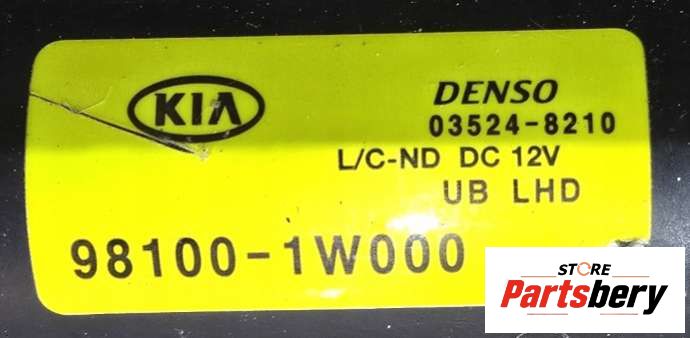 KIA
DENSO
03524-8210
L/C-ND DC 12V
UB LHD
98100-1W000
STORE
Partsbery